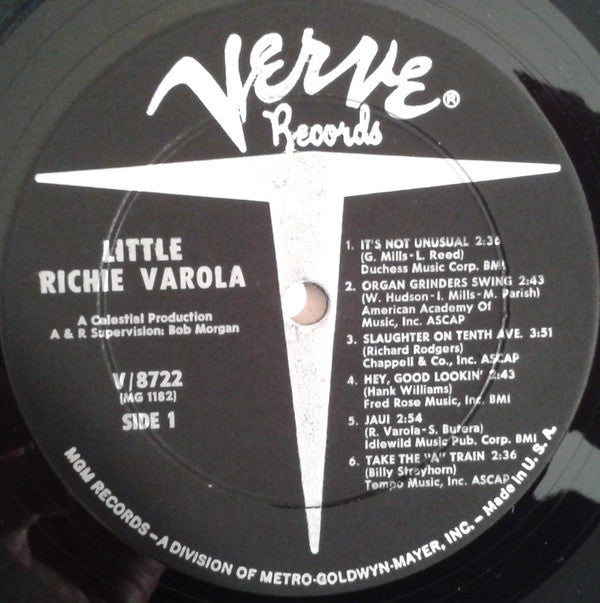 Verve®
Records
LITTLE
RICHIE VAROLA
A Celestial Production
A & R Supervision: Bob Morgan
V/8722
(MG 1182)
SIDE 1
1. IT'S NOT UNUSUAL 2:36
(G. Mills-L. Reed)
Duchess Music Corp. BMI
2. ORGAN GRINDERS SWING 2:43
(W. Hudson-I. Mills-M. Parish)
American Academy Of
Music, Inc. ASCAP
3. SLAUGHTER ON TENTH AVE. 3:51
(Richard Rodgers)
Chappell & Co., Inc. ASCAP
4. HEY, GOOD LOOKIN' 2:43
(Hank Williams)
Fred Rose Music, Inc. BMI
5. JAUI 2:54
(R. Varola-S. Butera)
Idlewild Music Pub. Corp. BMI
6. TAKE THE "A" TRAIN 2:36
(Billy Strayhorn)
Tempo Music, Inc. ASCAP
MGM RECORDS – A DIVISION OF METRO-GOLDWYN-MAYER, INC. – Made in U. S. A.